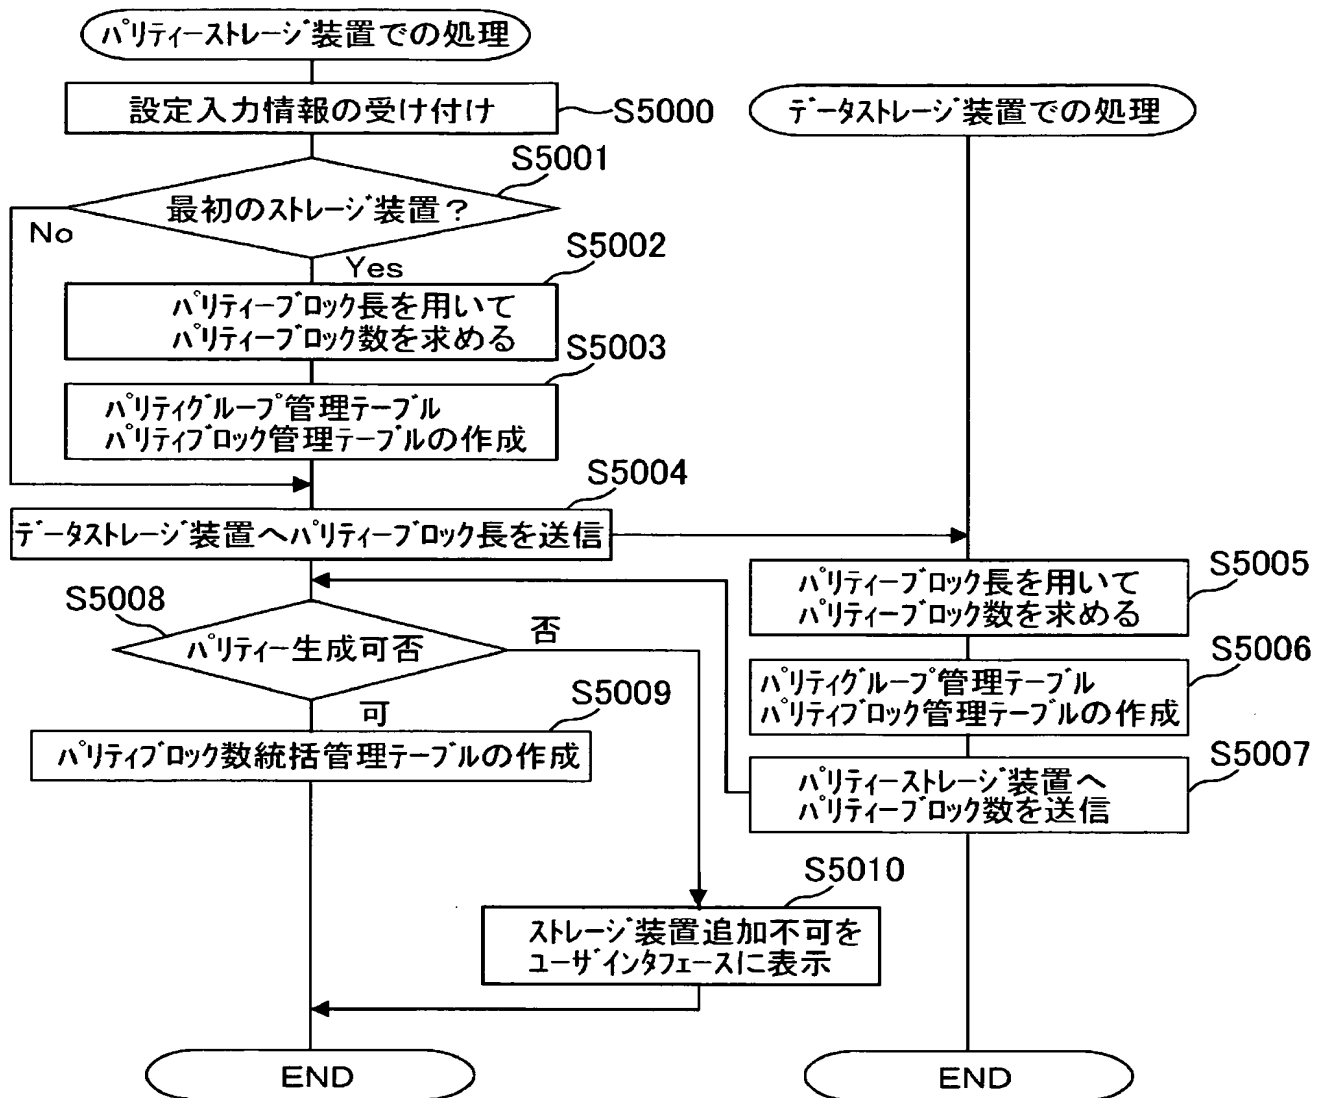 パリティーストレージ装置での処理
設定入力情報の受け付け
S5000
データストレージ装置での処理
S5001
最初のストレージ装置？
No
Yes
S5002
パリティーブロック長を用いて
パリティーブロック数を求める
S5003
パリティグループ管理テーブル
パリティブロック管理テーブルの作成
S5004
データストレージ装置へパリティーブロック長を送信
S5005
パリティーブロック長を用いて
パリティーブロック数を求める
S5006
パリティグループ管理テーブル
パリティブロック管理テーブルの作成
S5007
パリティーストレージ装置へ
パリティーブロック数を送信
S5008
パリティー生成可否
否
可
S5009
パリティブロック数統括管理テーブルの作成
S5010
ストレージ装置追加不可を
ユーザインタフェースに表示
END
END